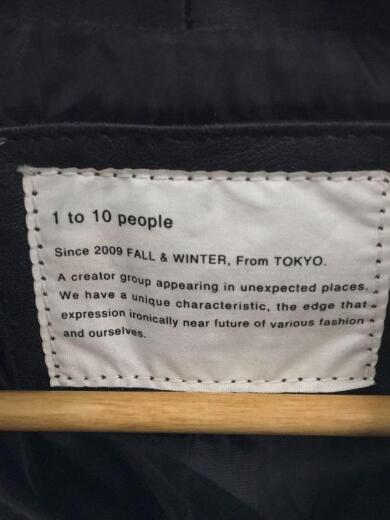 1 to 10 people
Since 2009 FALL & WINTER, From TOKYO.
A creator group appearing in unexpected places.
We have a unique characteristic, the edge that
expression ironically near future of various fashion
and ourselves.